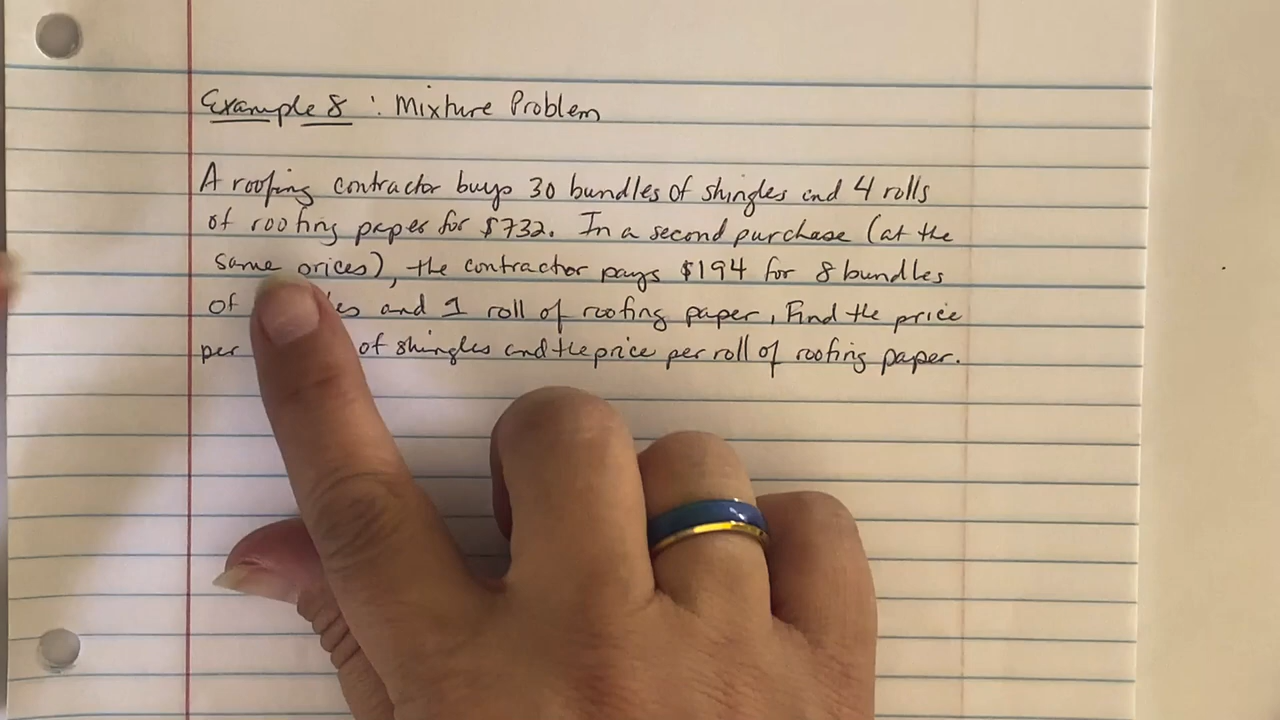 Example 8 : Mixture Problem
A roofing contractor buys 30 bundles of shingles and 4 rolls
of roofing paper for $732. In a second purchase (at the
same prices), the contractor pays $194 for 8 bundles
of and 1 roll of roofing paper. Find the price
per of shingles and the price per roll of roofing paper.